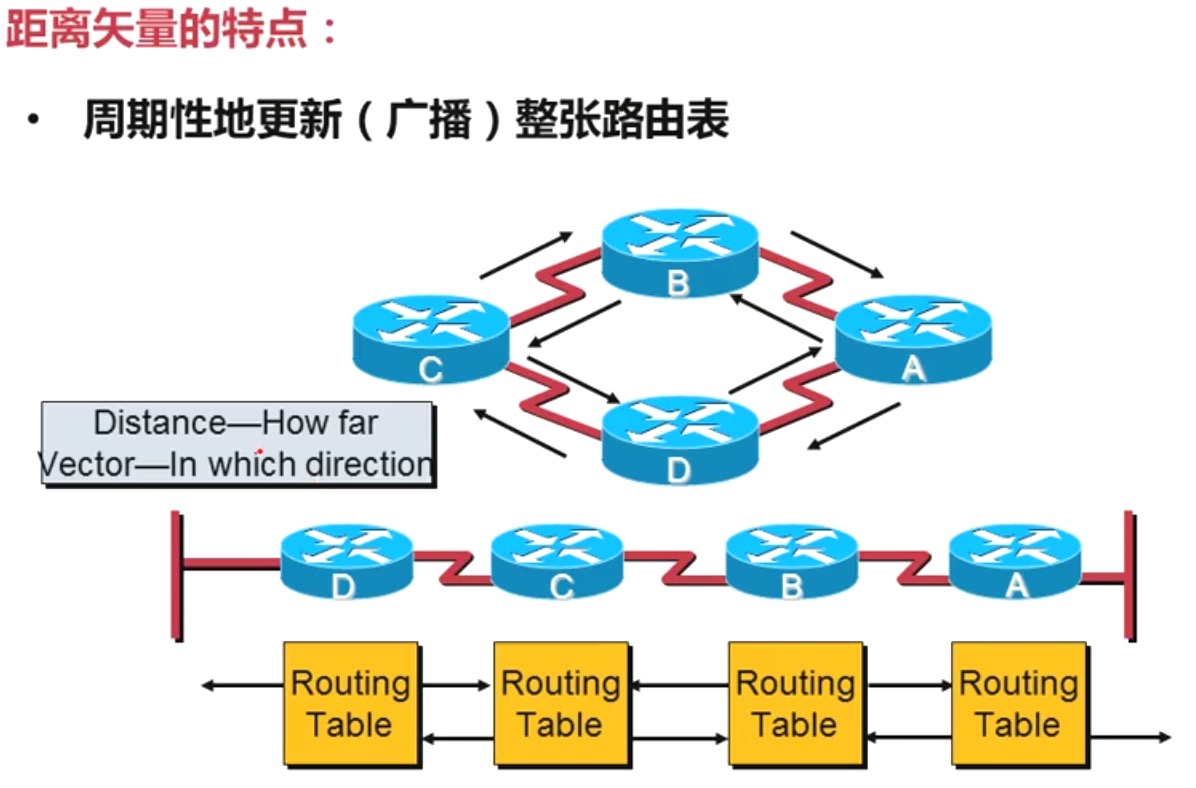 距离矢量的特点：
• 周期性地更新（广播）整张路由表
B
C
A
D
Distance—How far
Vector—In which direction
D C B A
Routing Table
Routing Table
Routing Table
Routing Table